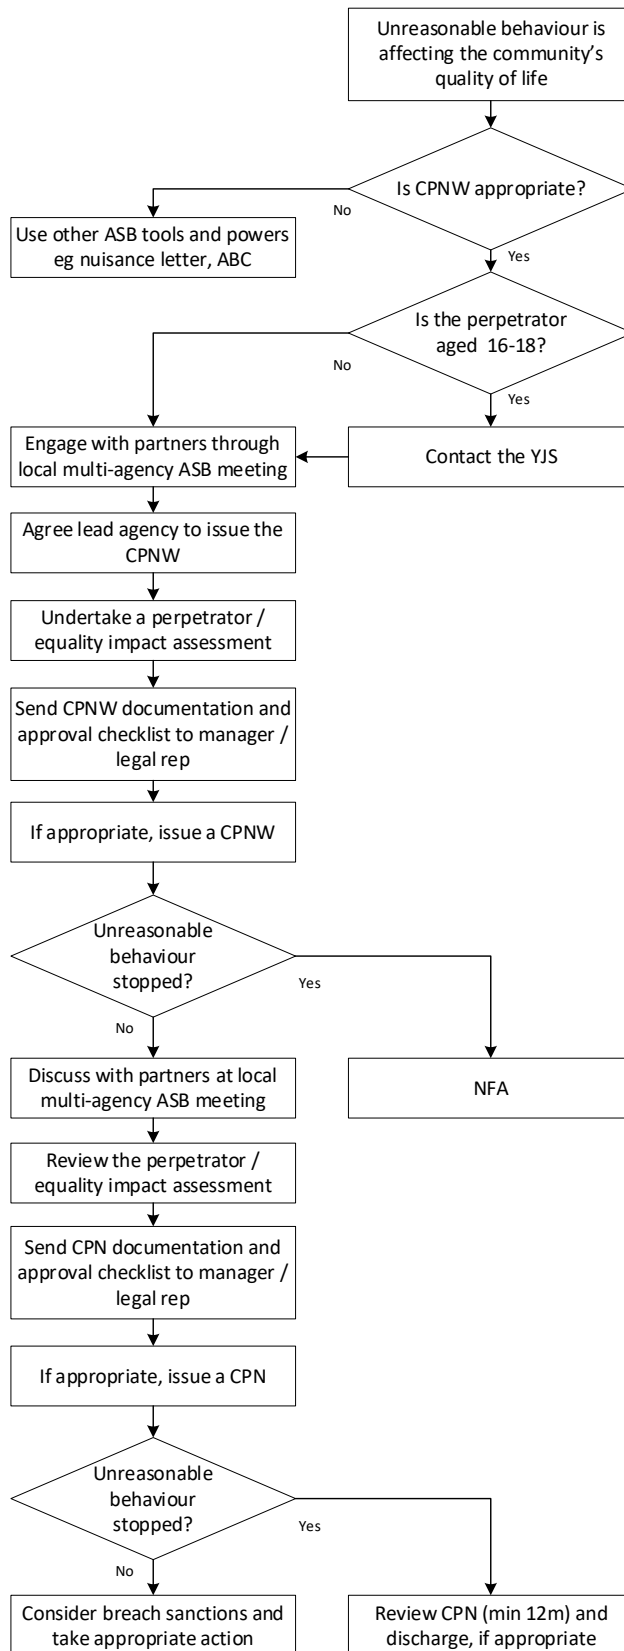 Unreasonable behaviour is
affecting the community’s
quality of life
Is CPNW appropriate?
No
Yes
Use other ASB tools and powers
eg nuisance letter, ABC
Is the perpetrator
aged 16-18?
No
Yes
Engage with partners through
local multi-agency ASB meeting
Contact the YJS
Agree lead agency to issue the
CPNW
Undertake a perpetrator /
equality impact assessment
Send CPNW documentation and
approval checklist to manager /
legal rep
If appropriate, issue a CPNW
Unreasonable
behaviour
stopped?
Yes
No
Discuss with partners at local
multi-agency ASB meeting
NFA
Review the perpetrator /
equality impact assessment
Send CPN documentation and
approval checklist to manager /
legal rep
If appropriate, issue a CPN
Unreasonable
behaviour
stopped?
Yes
No
Consider breach sanctions and
take appropriate action
Review CPN (min 12m) and
discharge, if appropriate